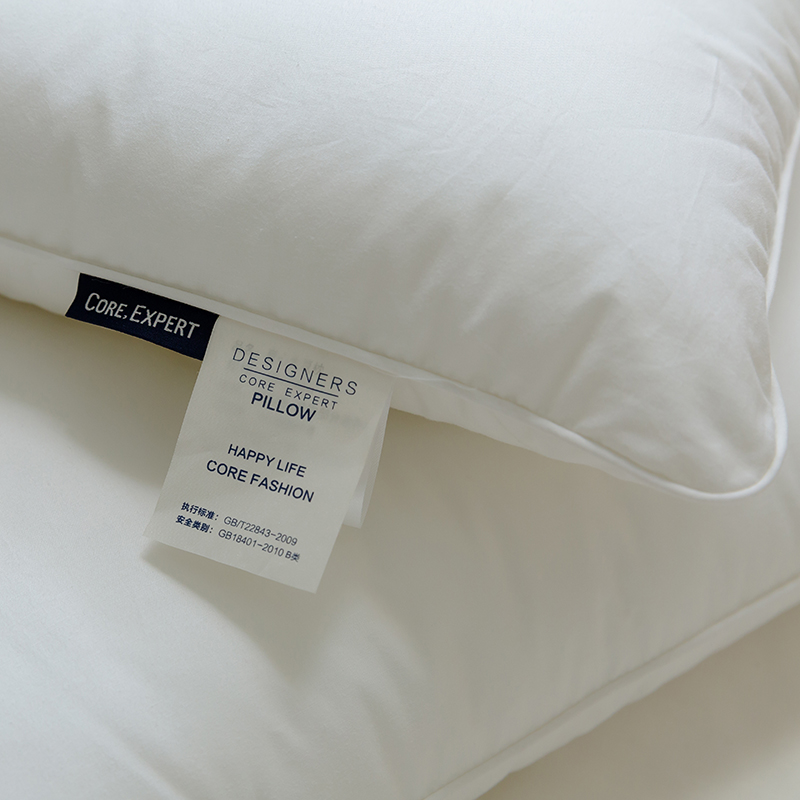 CORE, EXPERT
DESIGNERS
CORE EXPERT
PILLOW
HAPPY LIFE
CORE FASHION
执行标准：GB/T22843-2009
安全类别：GB18401-2010 B类